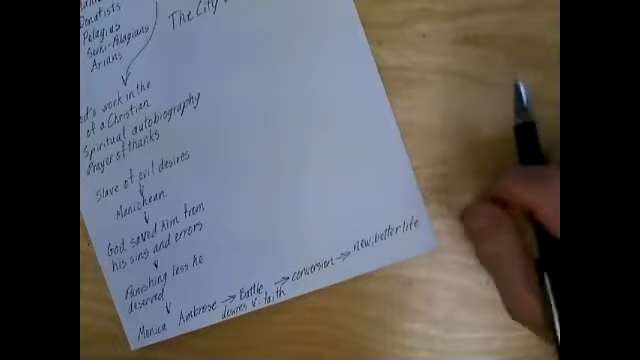 Donatists
Pelagius
Semi-Pelagians
Arians
The City
work in the
of a Christian
Spiritual autobiography
Prayer of thanks
Slave of evil desires
Manichean
God saved him from
his sins and errors
Punishing less he
deserved
Monica Ambrose → Battle → conversion → new, better life
desires v. faith